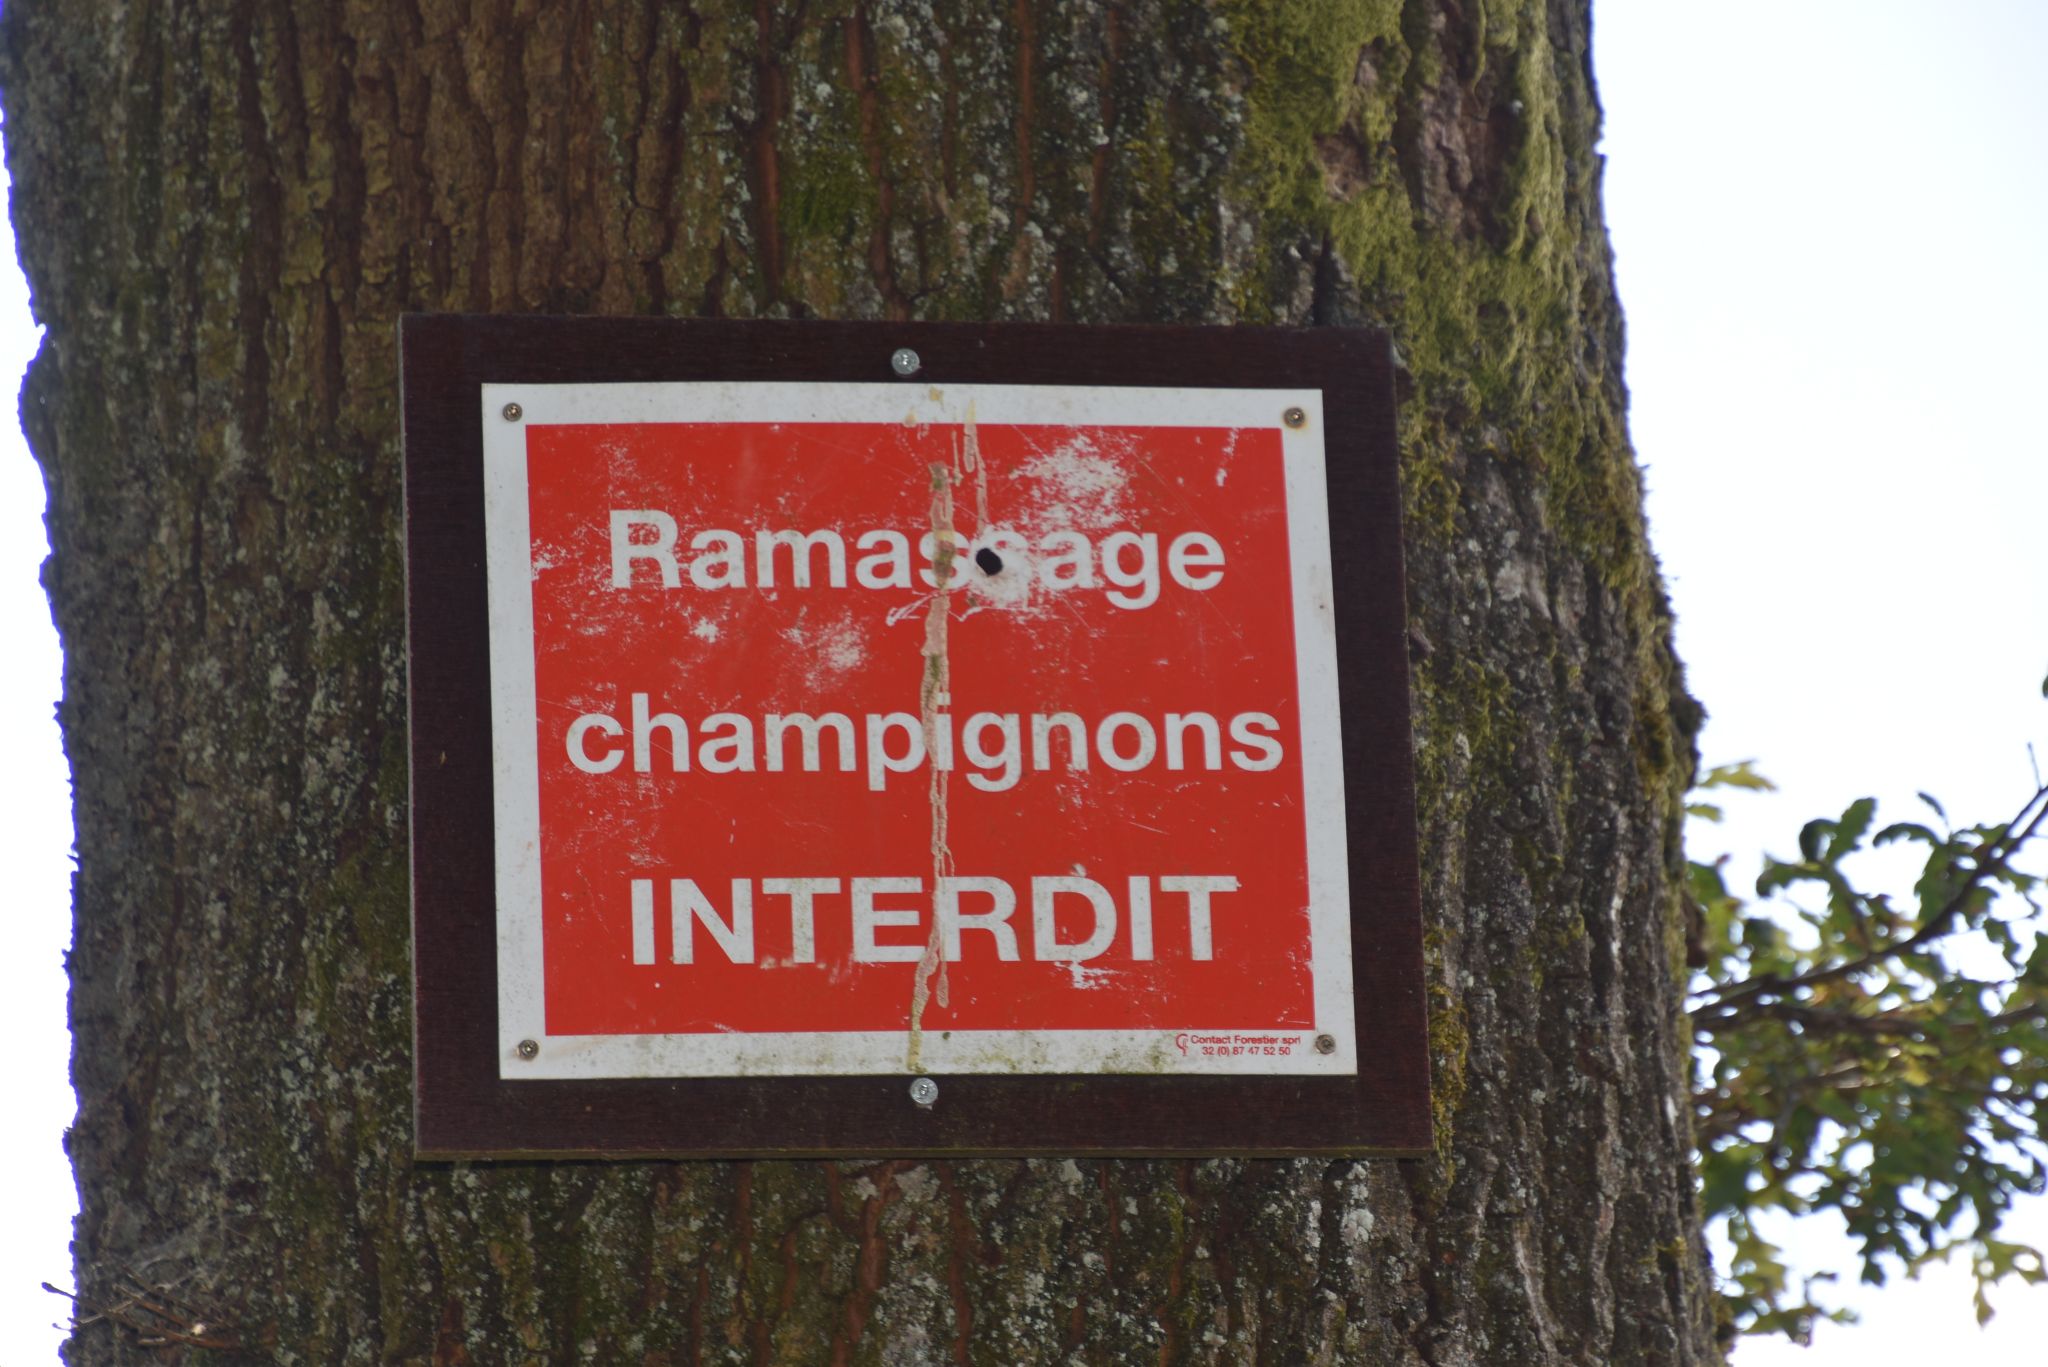 Ramassage
champignons
INTERDIT
Contact Forestier sprl
32 (0) 87 47 52 50